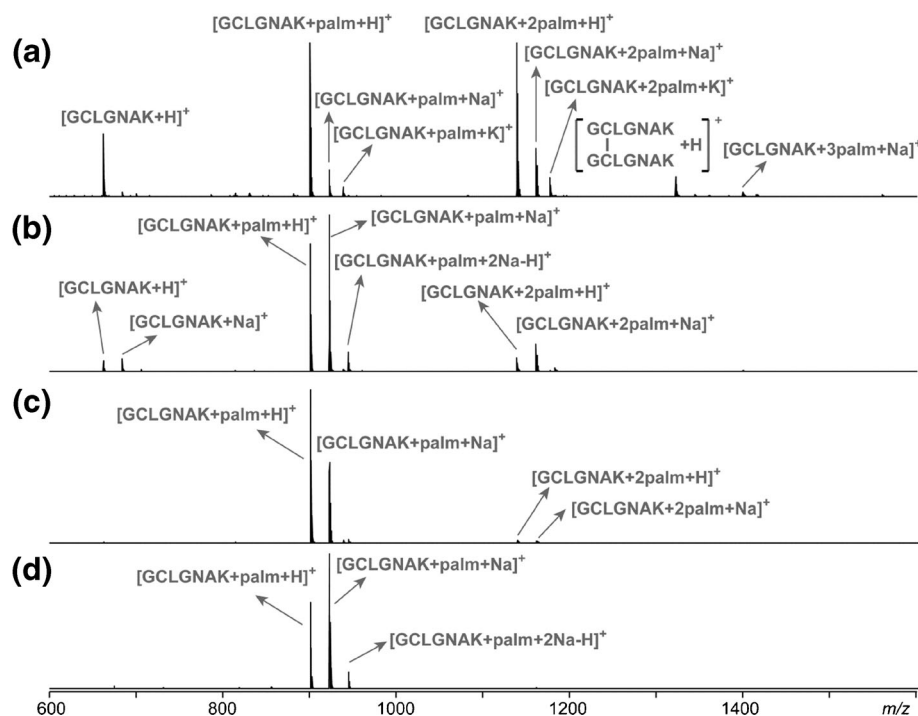 (a)
[GCLGNAK+palm+H]⁺
[GCLGNAK+2palm+H]⁺
[GCLGNAK+2palm+Na]⁺
[GCLGNAK+H]⁺
[GCLGNAK+palm+Na]⁺
[GCLGNAK+palm+K]⁺
[GCLGNAK+2palm+K]⁺
GCLGNAK
+H
GCLGNAK
+
[GCLGNAK+3palm+Na]⁺
(b)
[GCLGNAK+palm+H]⁺
[GCLGNAK+palm+Na]⁺
[GCLGNAK+palm+2Na-H]⁺
[GCLGNAK+H]⁺
[GCLGNAK+Na]⁺
[GCLGNAK+2palm+H]⁺
[GCLGNAK+2palm+Na]⁺
(c)
[GCLGNAK+palm+H]⁺
[GCLGNAK+palm+Na]⁺
[GCLGNAK+2palm+H]⁺
[GCLGNAK+2palm+Na]⁺
(d)
[GCLGNAK+palm+H]⁺
[GCLGNAK+palm+Na]⁺
[GCLGNAK+palm+2Na-H]⁺
600 800 1000 1200 1400 m/z